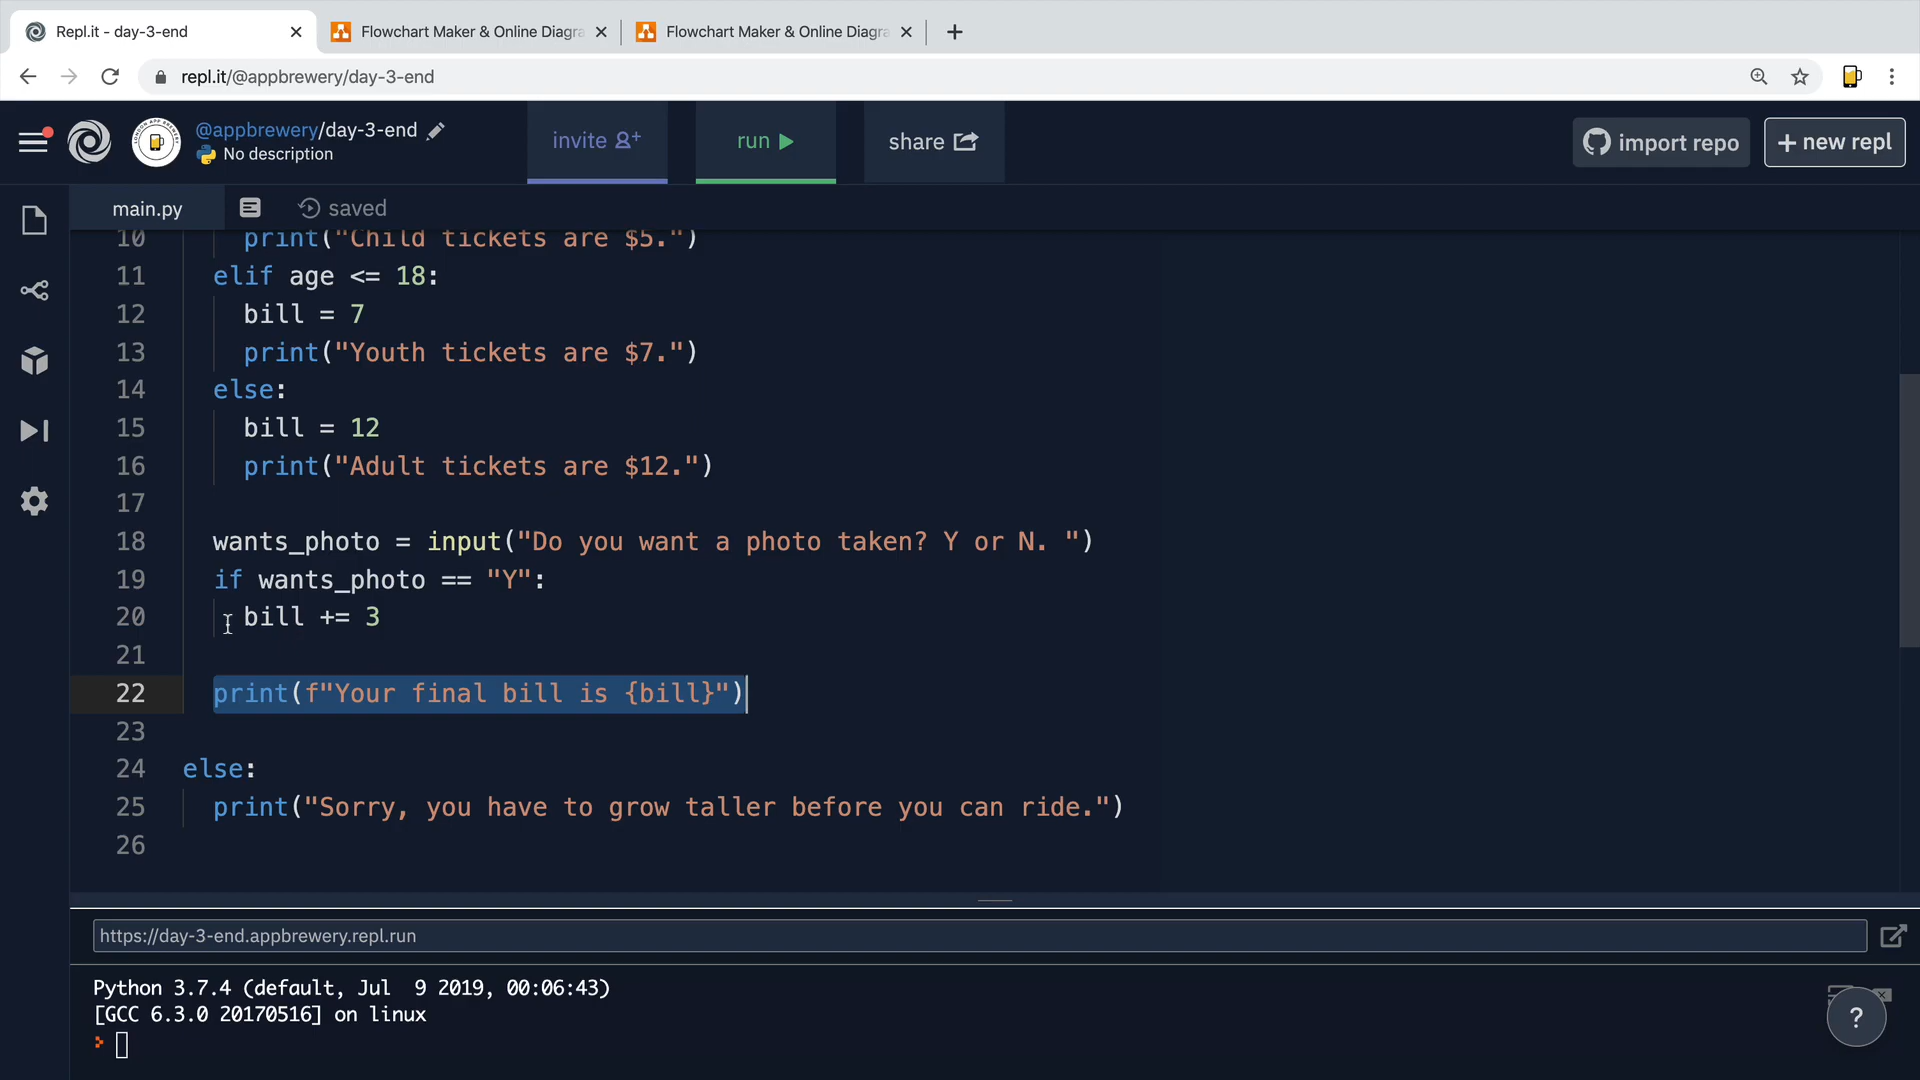 Repl.it - day-3-end
Flowchart Maker & Online Diagra
Flowchart Maker & Online Diagra
repl.it/@appbrewery/day-3-end
LONDON APP BREWERY
@appbrewery/day-3-end
No description
invite
run
share
import repo
+ new repl
main.py
saved
10 print("Child tickets are $5.")
11 elif age <= 18:
12 bill = 7
13 print("Youth tickets are $7.")
14 else:
15 bill = 12
16 print("Adult tickets are $12.")
17
18 wants_photo = input("Do you want a photo taken? Y or N. ")
19 if wants_photo == "Y":
20 bill += 3
21
22 print(f"Your final bill is {bill}")
23
24 else:
25 print("Sorry, you have to grow taller before you can ride.")
26
https://day-3-end.appbrewery.repl.run
Python 3.7.4 (default, Jul  9 2019, 00:06:43)
[GCC 6.3.0 20170516] on linux
?